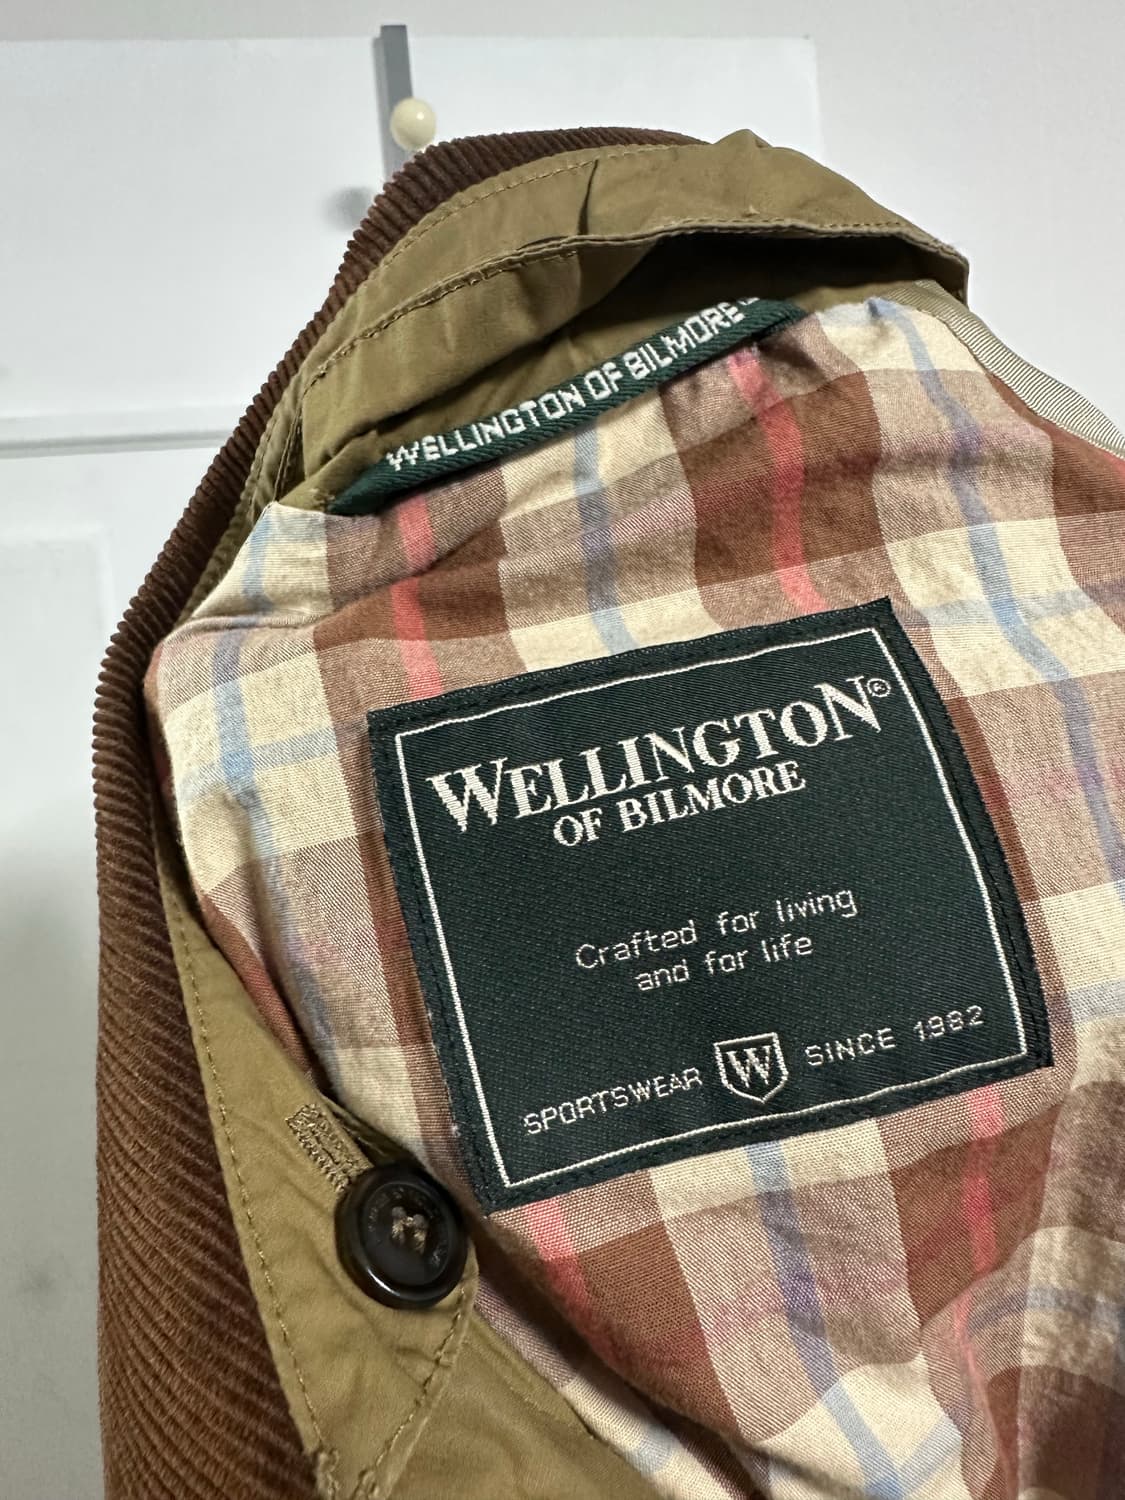 WELLINGTON OF BILMORE
WELLINGTON®
OF BILMORE
Crafted for living
and for life
SPORTSWEAR W SINCE 1982